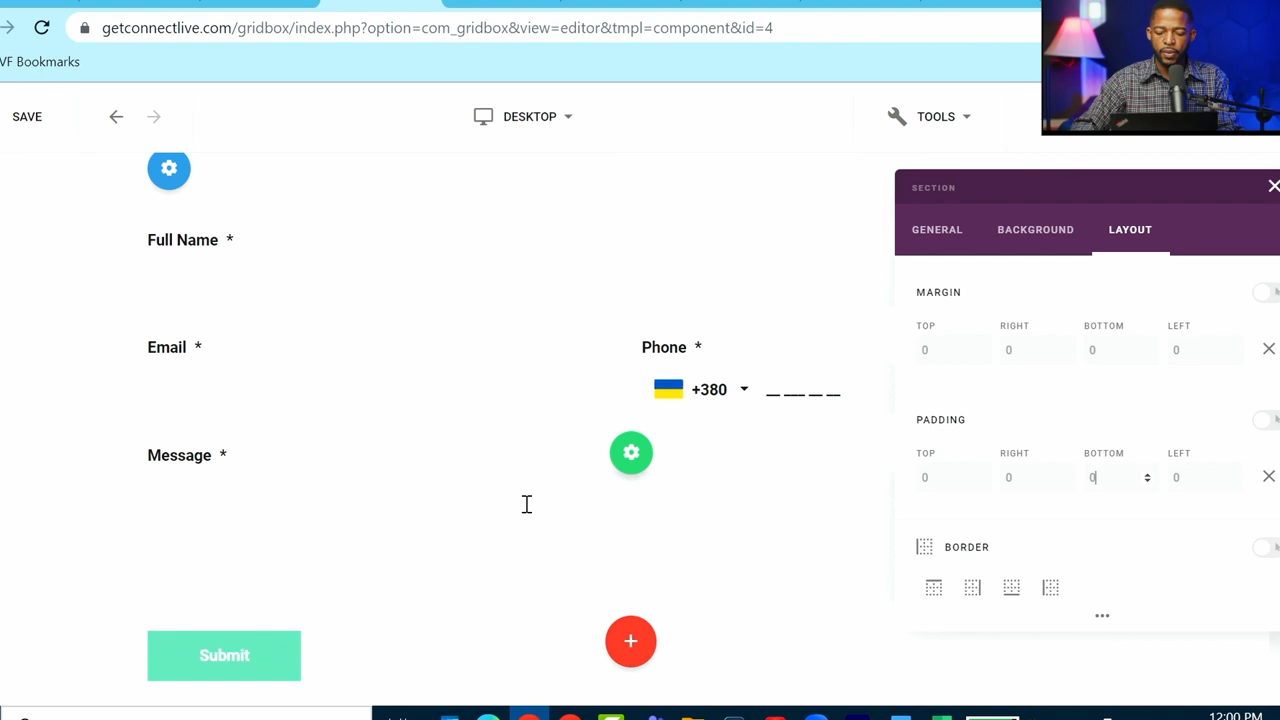 getconnectlive.com/gridbox/index.php?option=com_gridbox&view=editor&tmpl=component&id=4
VF Bookmarks
SAVE
DESKTOP
TOOLS
SECTION
GENERAL BACKGROUND LAYOUT
MARGIN
TOP RIGHT BOTTOM LEFT
0 0 0 0
PADDING
TOP RIGHT BOTTOM LEFT
0 0 0 0
BORDER
Full Name *
Email *
Phone *
+380
Message *
Submit
12:00 PM